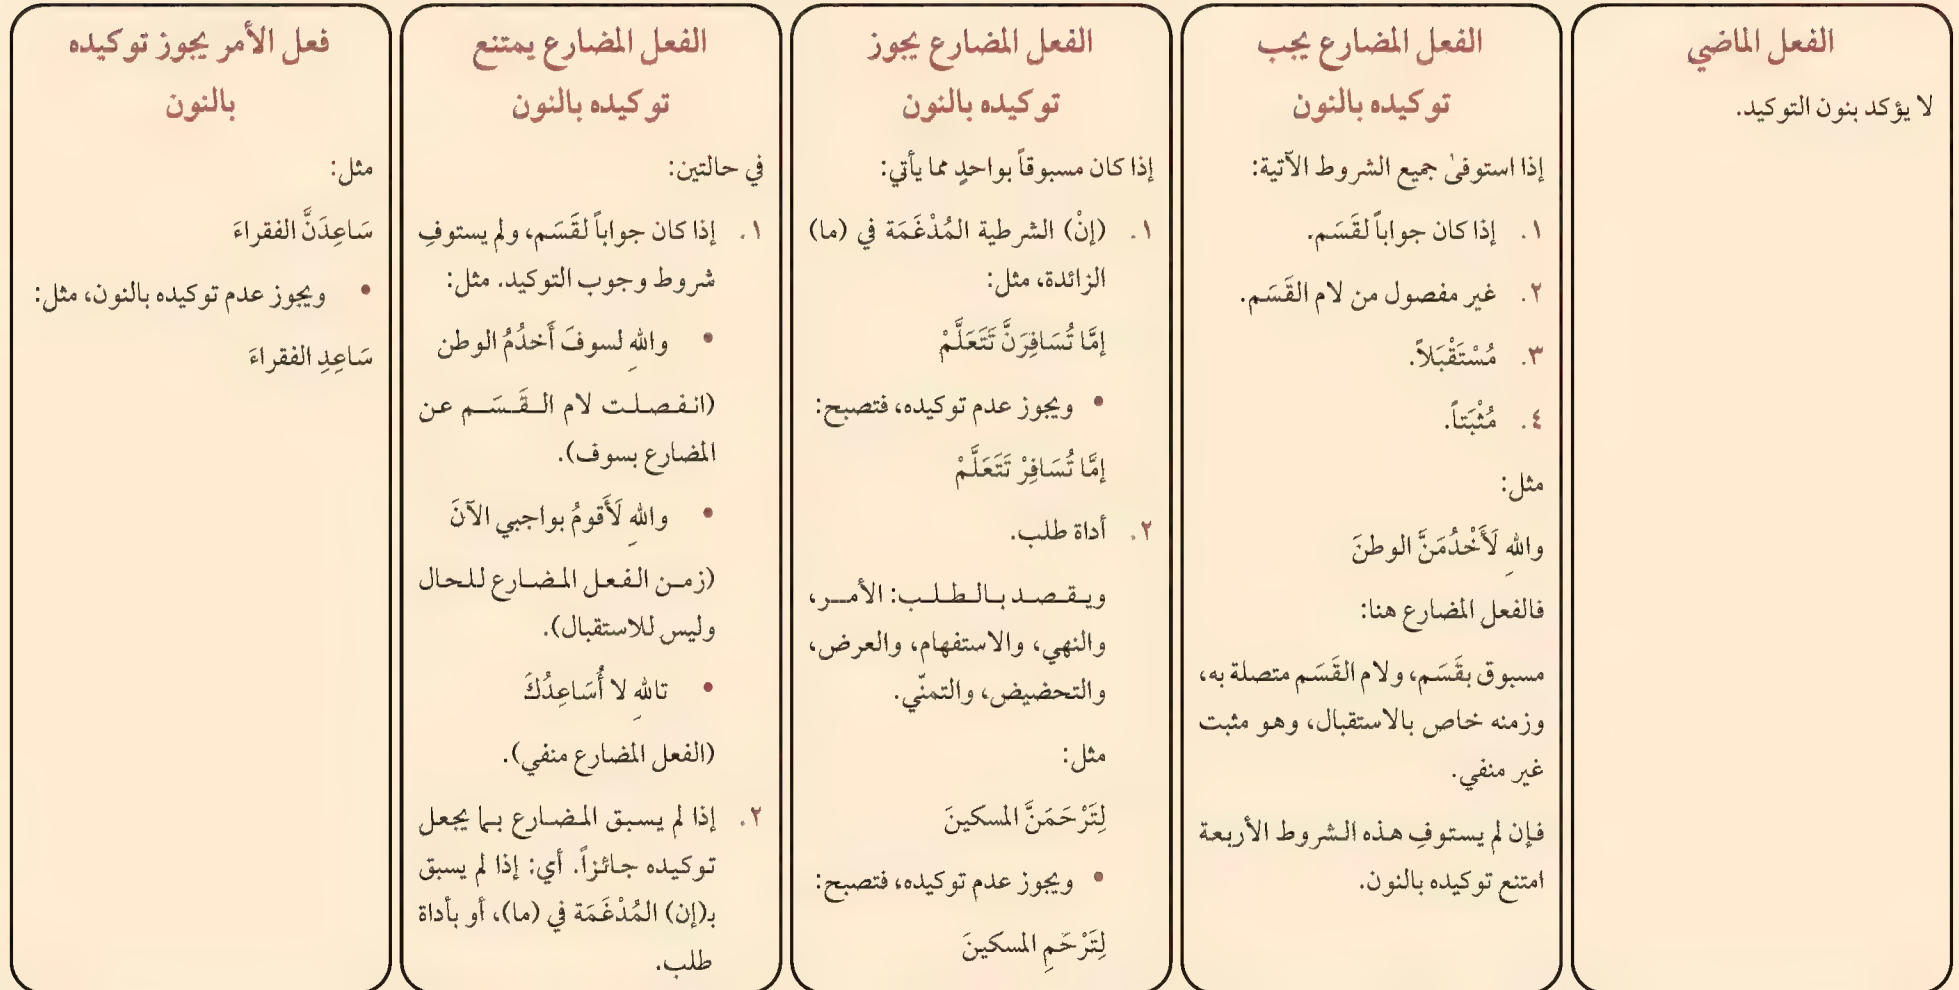 الفعل الماضي
لا يؤكد بنون التوكيد.
الفعل المضارع يجب
توكيده بالنون
إذا استوفىٰ جميع الشروط الآتية:
١. إذا كان جواباً لقَسَم.
٢. غير مفصول من لام القَسَم.
٣. مُسْتَقْبَلاً.
٤. مُثْبَتاً.
مثل:
واللهِ لَأَخْدُمَنَّ الوطنَ
فالفعل المضارع هنا:
مسبوق بقَسَم، ولام القَسَم متصلة به،
وزمنه خاص بالاستقبال، وهو مثبت
غير منفي.
فإن لم يستوفِ هذه الشروط الأربعة
امتنع توكيده بالنون.
الفعل المضارع يجوز
توكيده بالنون
إذا كان مسبوقاً بواحدٍ مما يأتي:
١. (إنْ) الشرطية المُدْغَمَة في (ما)
الزائدة، مثل:
إمَّا تُسَافِرَنَّ تَتَعَلَّمْ
• ويجوز عدم توكيده، فتصبح:
إمَّا تُسَافِرْ تَتَعَلَّمْ
٢. أداة طلب.
ويقصد بالطلب: الأمر،
والنهي، والاستفهام، والعرض،
والتحضيض، والتمنّي.
مثل:
لِتَرْحَمَنَّ المسكينَ
• ويجوز عدم توكيده، فتصبح:
لِتَرْحَمِ المسكينَ
الفعل المضارع يمتنع
توكيده بالنون
في حالتين:
١. إذا كان جواباً لقَسَم، ولم يستوفِ
شروط وجوب التوكيد. مثل:
• واللهِ لسوفَ أَخدُمُ الوطن
(انفصلت لام القَسَم عن
المضارع بسوف).
• واللهِ لَأَقومُ بواجبي الآنَ
(زمن الفعل المضارع للحال
وليس للاستقبال).
• تاللهِ لا أُسَاعِدُكَ
(الفعل المضارع منفي).
٢. إذا لم يسبق المضارع بما يجعل
توكيده جائزاً. أي: إذا لم يسبق
بـ(إن) المُدْغَمَة في (ما)، أو بأداة
طلب.
فعل الأمر يجوز توكيده
بالنون
مثل:
سَاعِدَنَّ الفقراءَ
• ويجوز عدم توكيده بالنون، مثل:
سَاعِدِ الفقراءَ